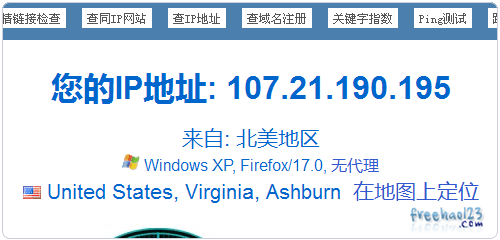 情链接检查 查同IP网站 查IP地址 查域名注册 关键字指数 Ping测试
您的IP地址: 107.21.190.195
来自: 北美地区
Windows XP, Firefox/17.0, 无代理
United States, Virginia, Ashburn 在地图上定位
freehao123.com